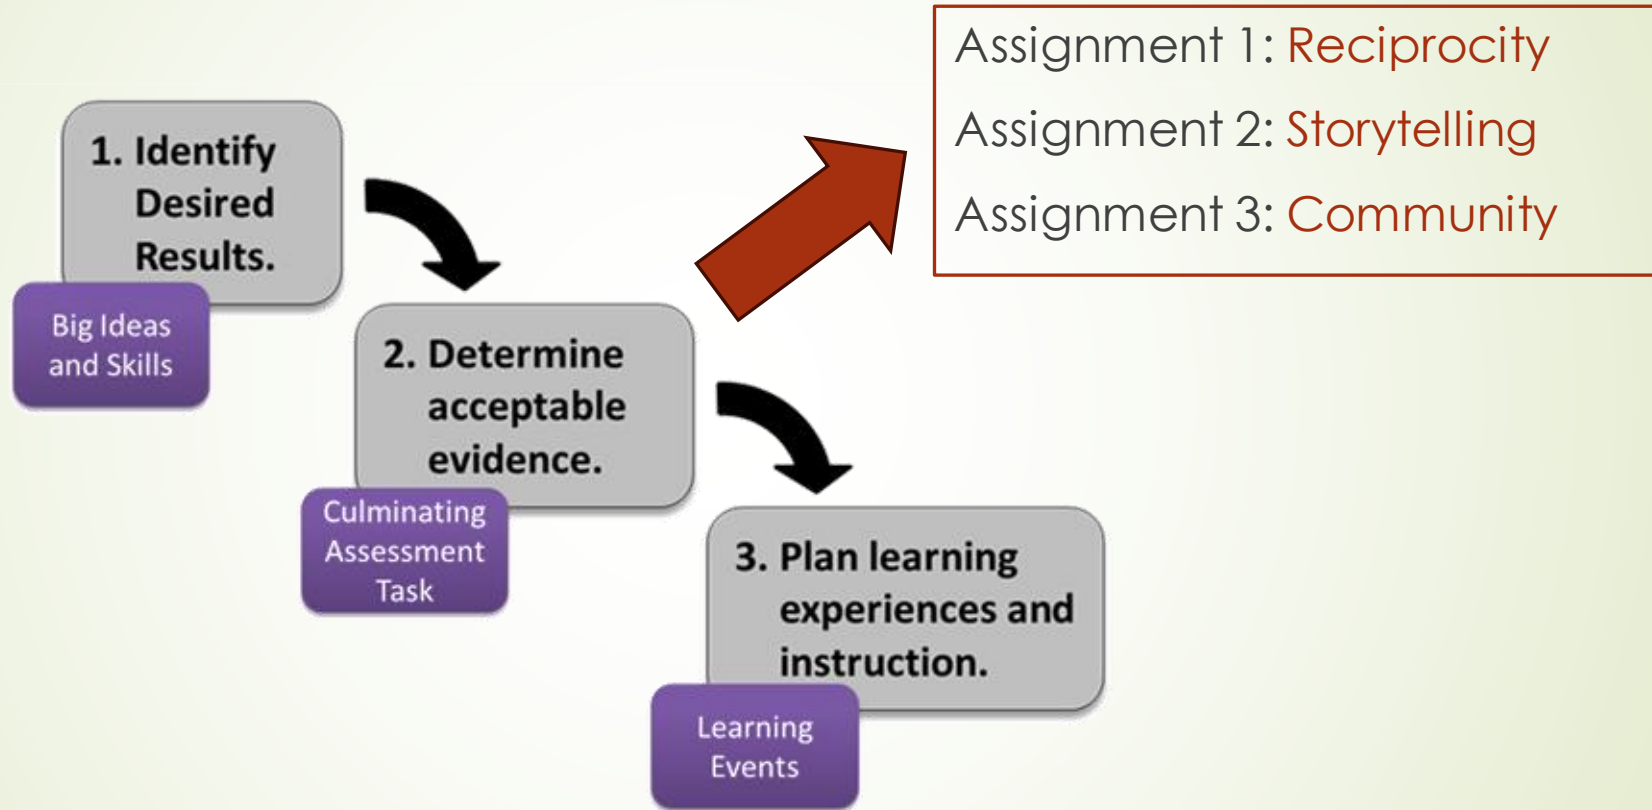 Assignment 1: Reciprocity
Assignment 2: Storytelling
Assignment 3: Community
1. Identify
Desired
Results.
Big Ideas
and Skills
2. Determine
acceptable
evidence.
Culminating
Assessment
Task
3. Plan learning
experiences and
instruction.
Learning
Events